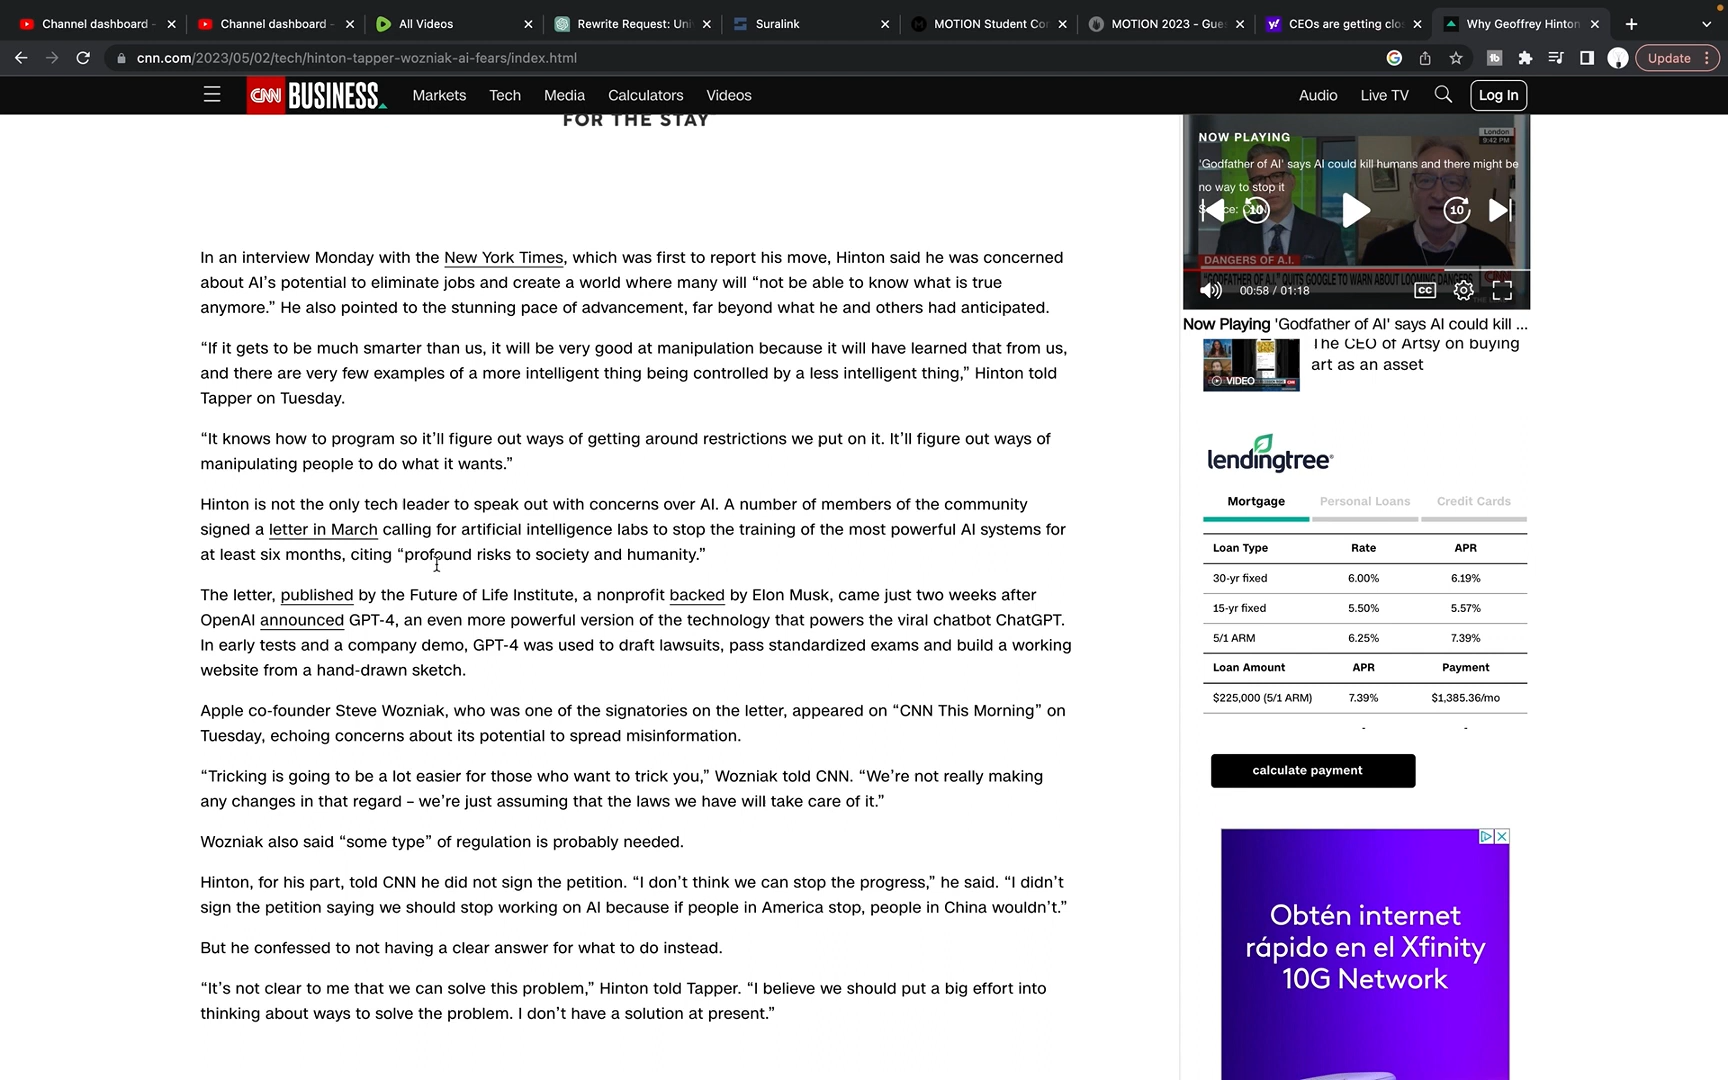 Channel dashboard -
Channel dashboard -
All Videos
Rewrite Request: Uni
Suralink
MOTION Student Co
MOTION 2023 - Gue
CEOs are getting clo
Why Geoffrey Hinton
cnn.com/2023/05/02/tech/hinton-tapper-wozniak-ai-fears/index.html
Update
CNN BUSINESS
Markets
Tech
Media
Calculators
Videos
Audio
Live TV
Log In
FOR THE STAY
In an interview Monday with the New York Times, which was first to report his move, Hinton said he was concerned
about AI’s potential to eliminate jobs and create a world where many will “not be able to know what is true
anymore.” He also pointed to the stunning pace of advancement, far beyond what he and others had anticipated.
“If it gets to be much smarter than us, it will be very good at manipulation because it will have learned that from us,
and there are very few examples of a more intelligent thing being controlled by a less intelligent thing,” Hinton told
Tapper on Tuesday.
“It knows how to program so it’ll figure out ways of getting around restrictions we put on it. It’ll figure out ways of
manipulating people to do what it wants.”
Hinton is not the only tech leader to speak out with concerns over AI. A number of members of the community
signed a letter in March calling for artificial intelligence labs to stop the training of the most powerful AI systems for
at least six months, citing “profound risks to society and humanity.”
The letter, published by the Future of Life Institute, a nonprofit backed by Elon Musk, came just two weeks after
OpenAI announced GPT-4, an even more powerful version of the technology that powers the viral chatbot ChatGPT.
In early tests and a company demo, GPT-4 was used to draft lawsuits, pass standardized exams and build a working
website from a hand-drawn sketch.
Apple co-founder Steve Wozniak, who was one of the signatories on the letter, appeared on “CNN This Morning” on
Tuesday, echoing concerns about its potential to spread misinformation.
“Tricking is going to be a lot easier for those who want to trick you,” Wozniak told CNN. “We’re not really making
any changes in that regard – we’re just assuming that the laws we have will take care of it.”
Wozniak also said “some type” of regulation is probably needed.
Hinton, for his part, told CNN he did not sign the petition. “I don’t think we can stop the progress,” he said. “I didn’t
sign the petition saying we should stop working on AI because if people in America stop, people in China wouldn’t.”
But he confessed to not having a clear answer for what to do instead.
“It’s not clear to me that we can solve this problem,” Hinton told Tapper. “I believe we should put a big effort into
thinking about ways to solve the problem. I don’t have a solution at present.”
NOW PLAYING
London
9:42 PM
'Godfather of AI' says AI could kill humans and there might be
no way to stop it
10
10
DANGERS OF A.I.
"GODFATHER OF A.I." QUITS GOOGLE TO WARN ABOUT LOOMING DANGERS
00:58 / 01:18
CC
Now Playing 'Godfather of AI' says AI could kill ...
The CEO of Artsy on buying
art as an asset
VIDEO
lendingtree
Mortgage
Personal Loans
Credit Cards
Loan Type Rate APR
30-yr fixed 6.00% 6.19%
15-yr fixed 5.50% 5.57%
5/1 ARM 6.25% 7.39%
Loan Amount APR Payment
$225,000 (5/1 ARM) 7.39% $1,385.36/mo
- -
calculate payment
Obtén internet
rápido en el Xfinity
10G Network